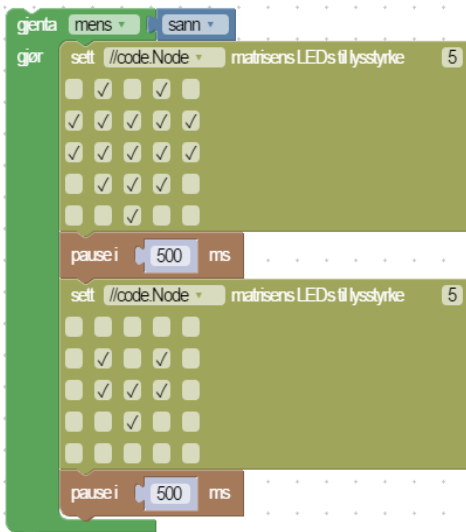 gjenta mens sann
gjør sett //code.Node matrisens LEDs til lysstyrke 5
pause i 500 ms
sett //code.Node matrisens LEDs til lysstyrke 5
pause i 500 ms